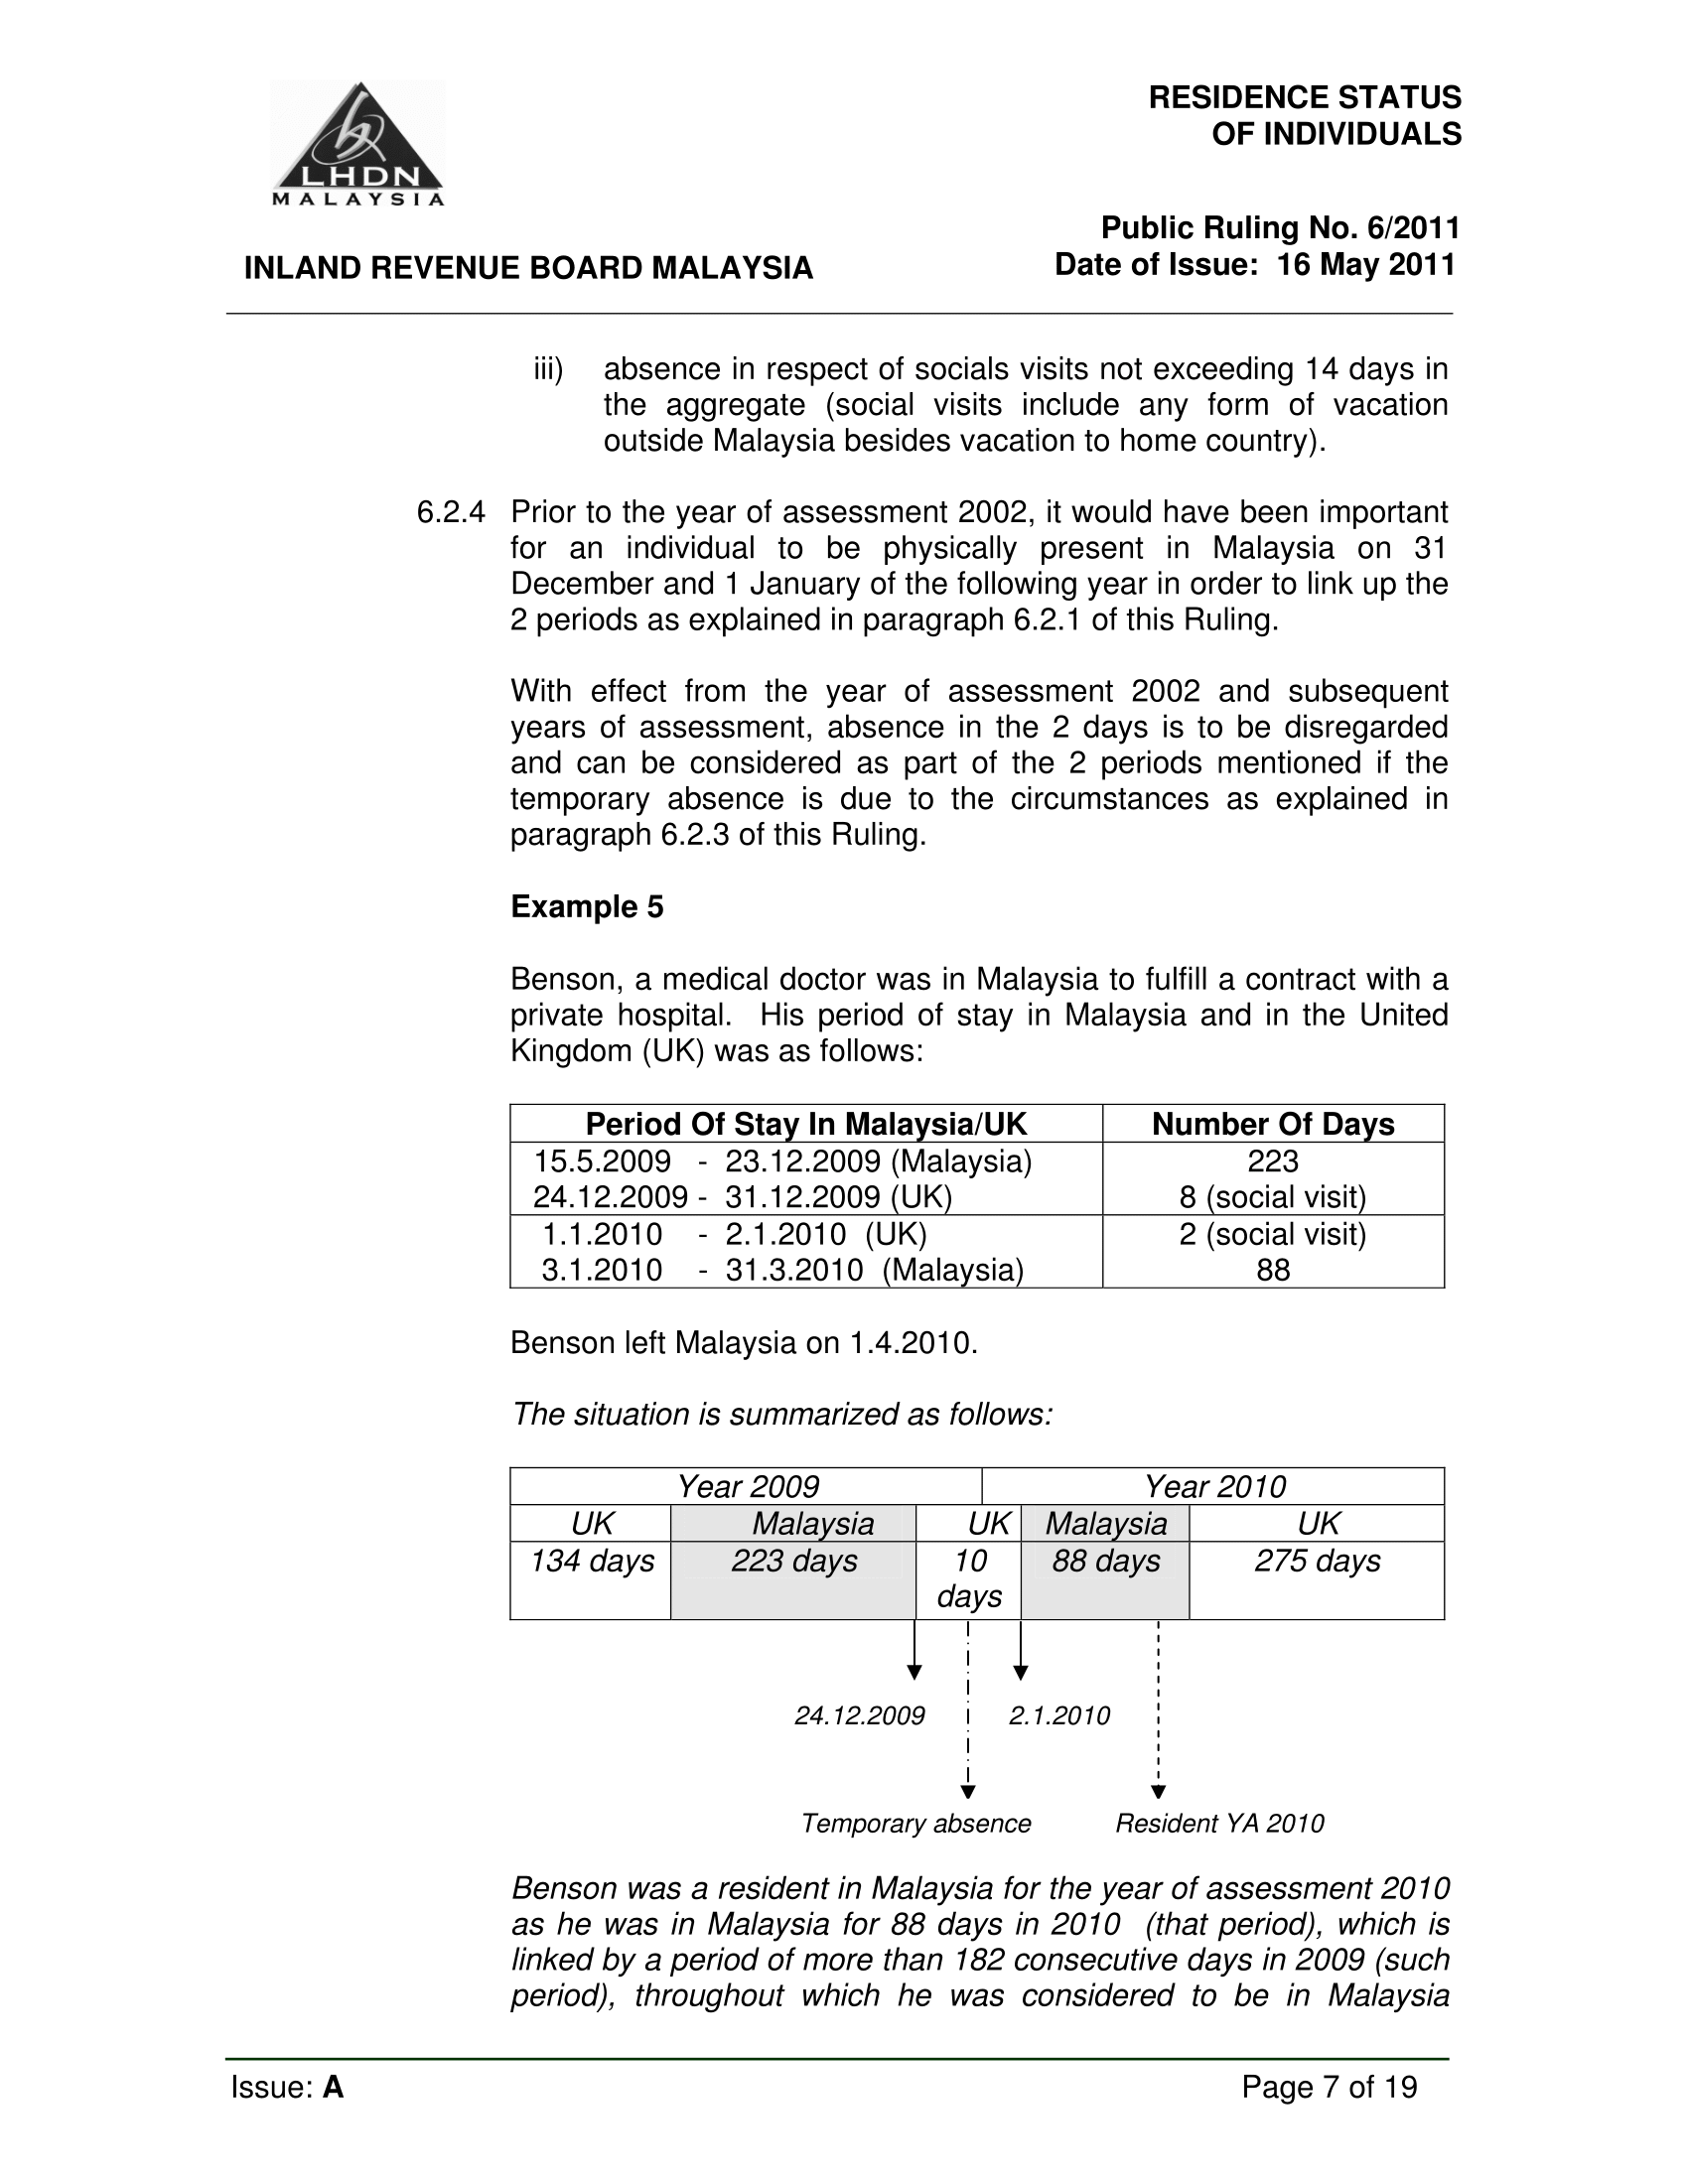 LHDN
MALAYSIA
RESIDENCE STATUS
OF INDIVIDUALS
Public Ruling No. 6/2011
INLAND REVENUE BOARD MALAYSIA
Date of Issue: 16 May 2011
iii) absence in respect of socials visits not exceeding 14 days in
the aggregate (social visits include any form of vacation
outside Malaysia besides vacation to home country).
6.2.4 Prior to the year of assessment 2002, it would have been important
for an individual to be physically present in Malaysia on 31
December and 1 January of the following year in order to link up the
2 periods as explained in paragraph 6.2.1 of this Ruling.
With effect from the year of assessment 2002 and subsequent
years of assessment, absence in the 2 days is to be disregarded
and can be considered as part of the 2 periods mentioned if the
temporary absence is due to the circumstances as explained in
paragraph 6.2.3 of this Ruling.
Example 5
Benson, a medical doctor was in Malaysia to fulfill a contract with a
private hospital. His period of stay in Malaysia and in the United
Kingdom (UK) was as follows:
Period Of Stay In Malaysia/UK Number Of Days
15.5.2009 - 23.12.2009 (Malaysia) 223
24.12.2009 - 31.12.2009 (UK) 8 (social visit)
1.1.2010 - 2.1.2010 (UK) 2 (social visit)
3.1.2010 - 31.3.2010 (Malaysia) 88
Benson left Malaysia on 1.4.2010.
The situation is summarized as follows:
Year 2009 Year 2010
UK Malaysia UK Malaysia UK
134 days 223 days 10 88 days 275 days
days
24.12.2009 2.1.2010
Temporary absence Resident YA 2010
Benson was a resident in Malaysia for the year of assessment 2010
as he was in Malaysia for 88 days in 2010 (that period), which is
linked by a period of more than 182 consecutive days in 2009 (such
period), throughout which he was considered to be in Malaysia
Issue: A Page 7 of 19